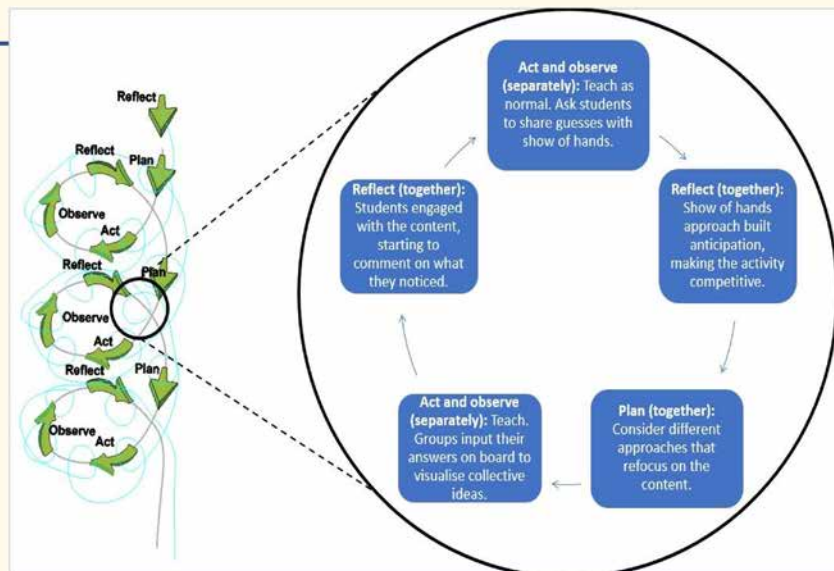 Reflect
Reflect
Plan
Observe
Act
Reflect
Plan
Observe
Act
Reflect
Plan
Observe
Act
Act and observe
(separately): Teach as
normal. Ask students
to share guesses with
show of hands.
Reflect (together):
Show of hands
approach built
anticipation,
making the activity
competitive.
Plan (together):
Consider different
approaches that
refocus on the
content.
Act and observe
(separately): Teach.
Groups input their
answers on board to
visualise collective
ideas.
Reflect (together):
Students engaged
with the content,
starting to
comment on what
they noticed.